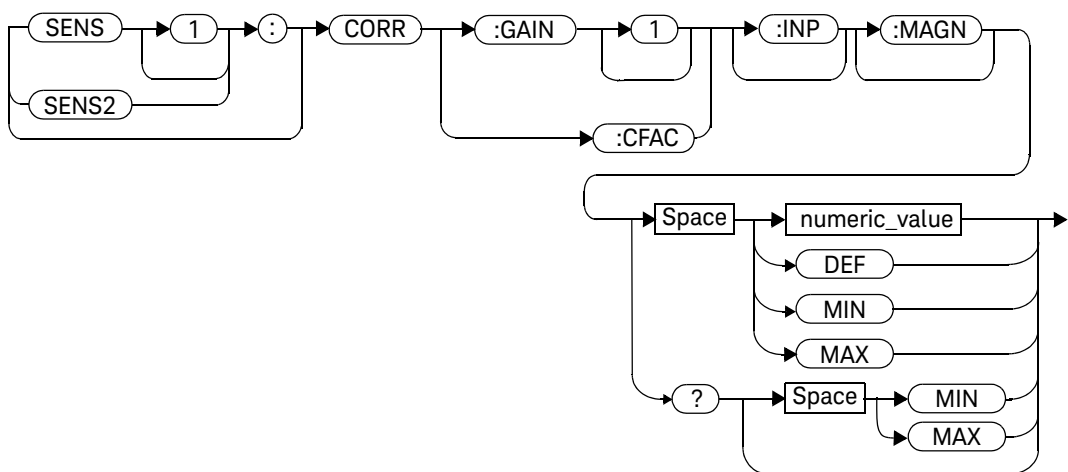 SENS 1 : CORR :GAIN 1 :INP :MAGN
SENS2
:CFAC
Space numeric_value
DEF
MIN
MAX
? Space MIN
MAX